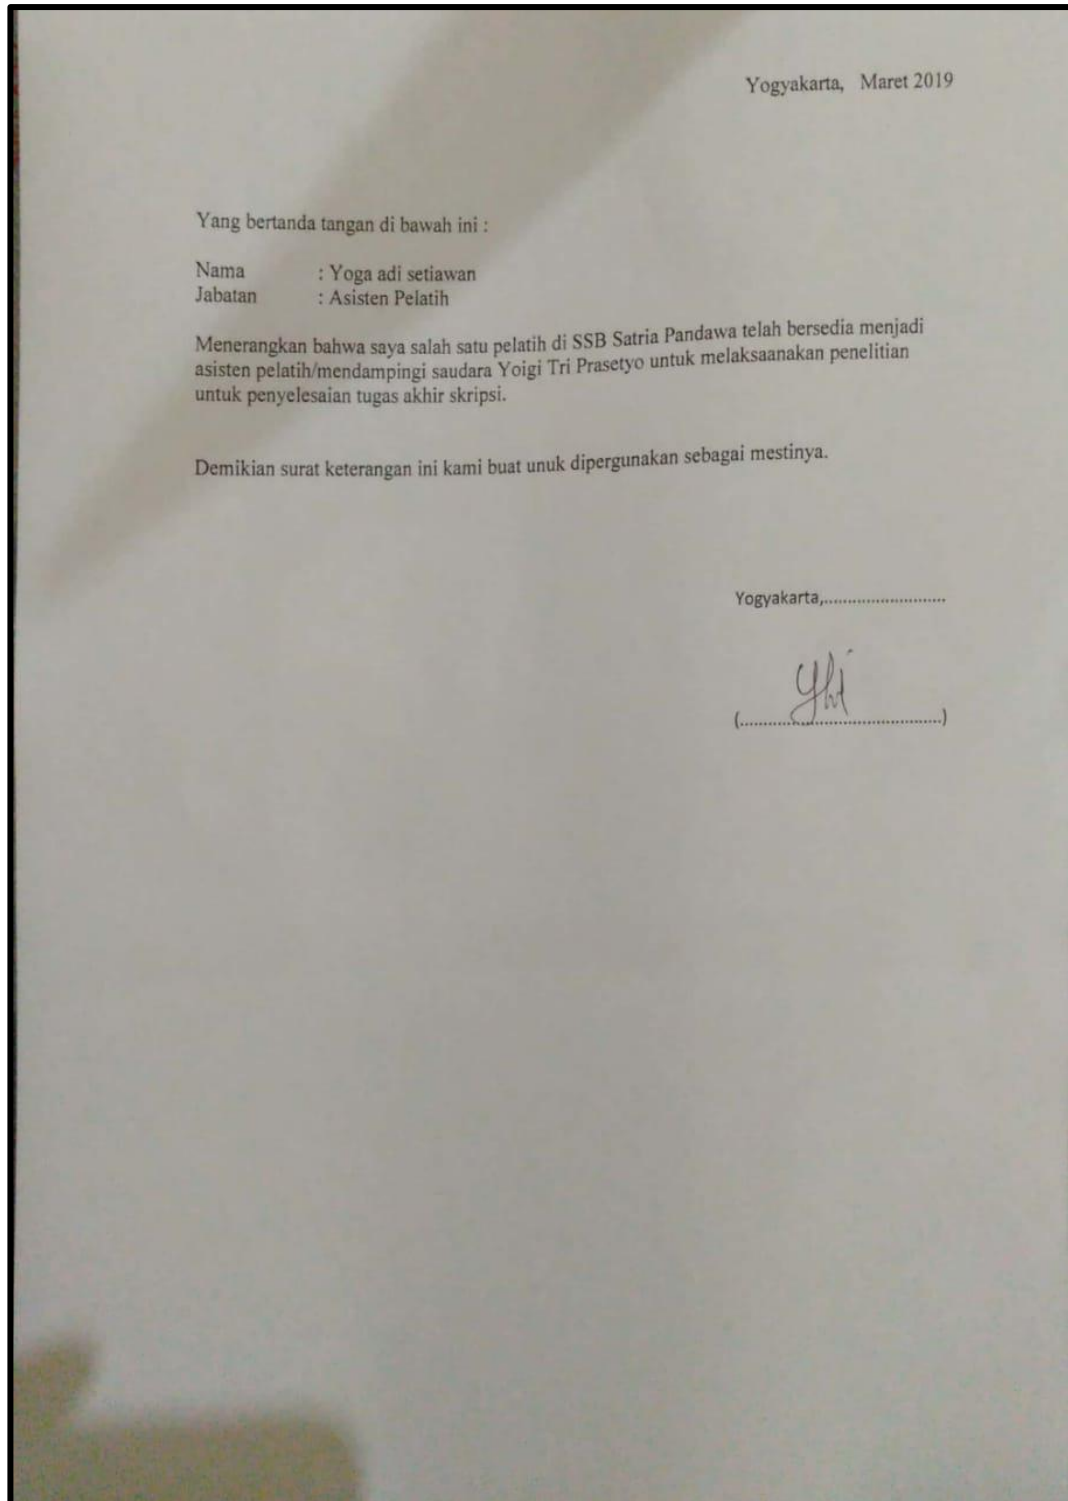 Yogyakarta, Maret 2019
Yang bertanda tangan di bawah ini :
Nama : Yoga adi setiawan
Jabatan : Asisten Pelatih
Menerangkan bahwa saya salah satu pelatih di SSB Satria Pandawa telah bersedia menjadi
asisten pelatih/mendampingi saudara Yoigi Tri Prasetyo untuk melaksaanakan penelitian
untuk penyelesaian tugas akhir skripsi.
Demikian surat keterangan ini kami buat unuk dipergunakan sebagai mestinya.
Yogyakarta,..........................
(...........................................)